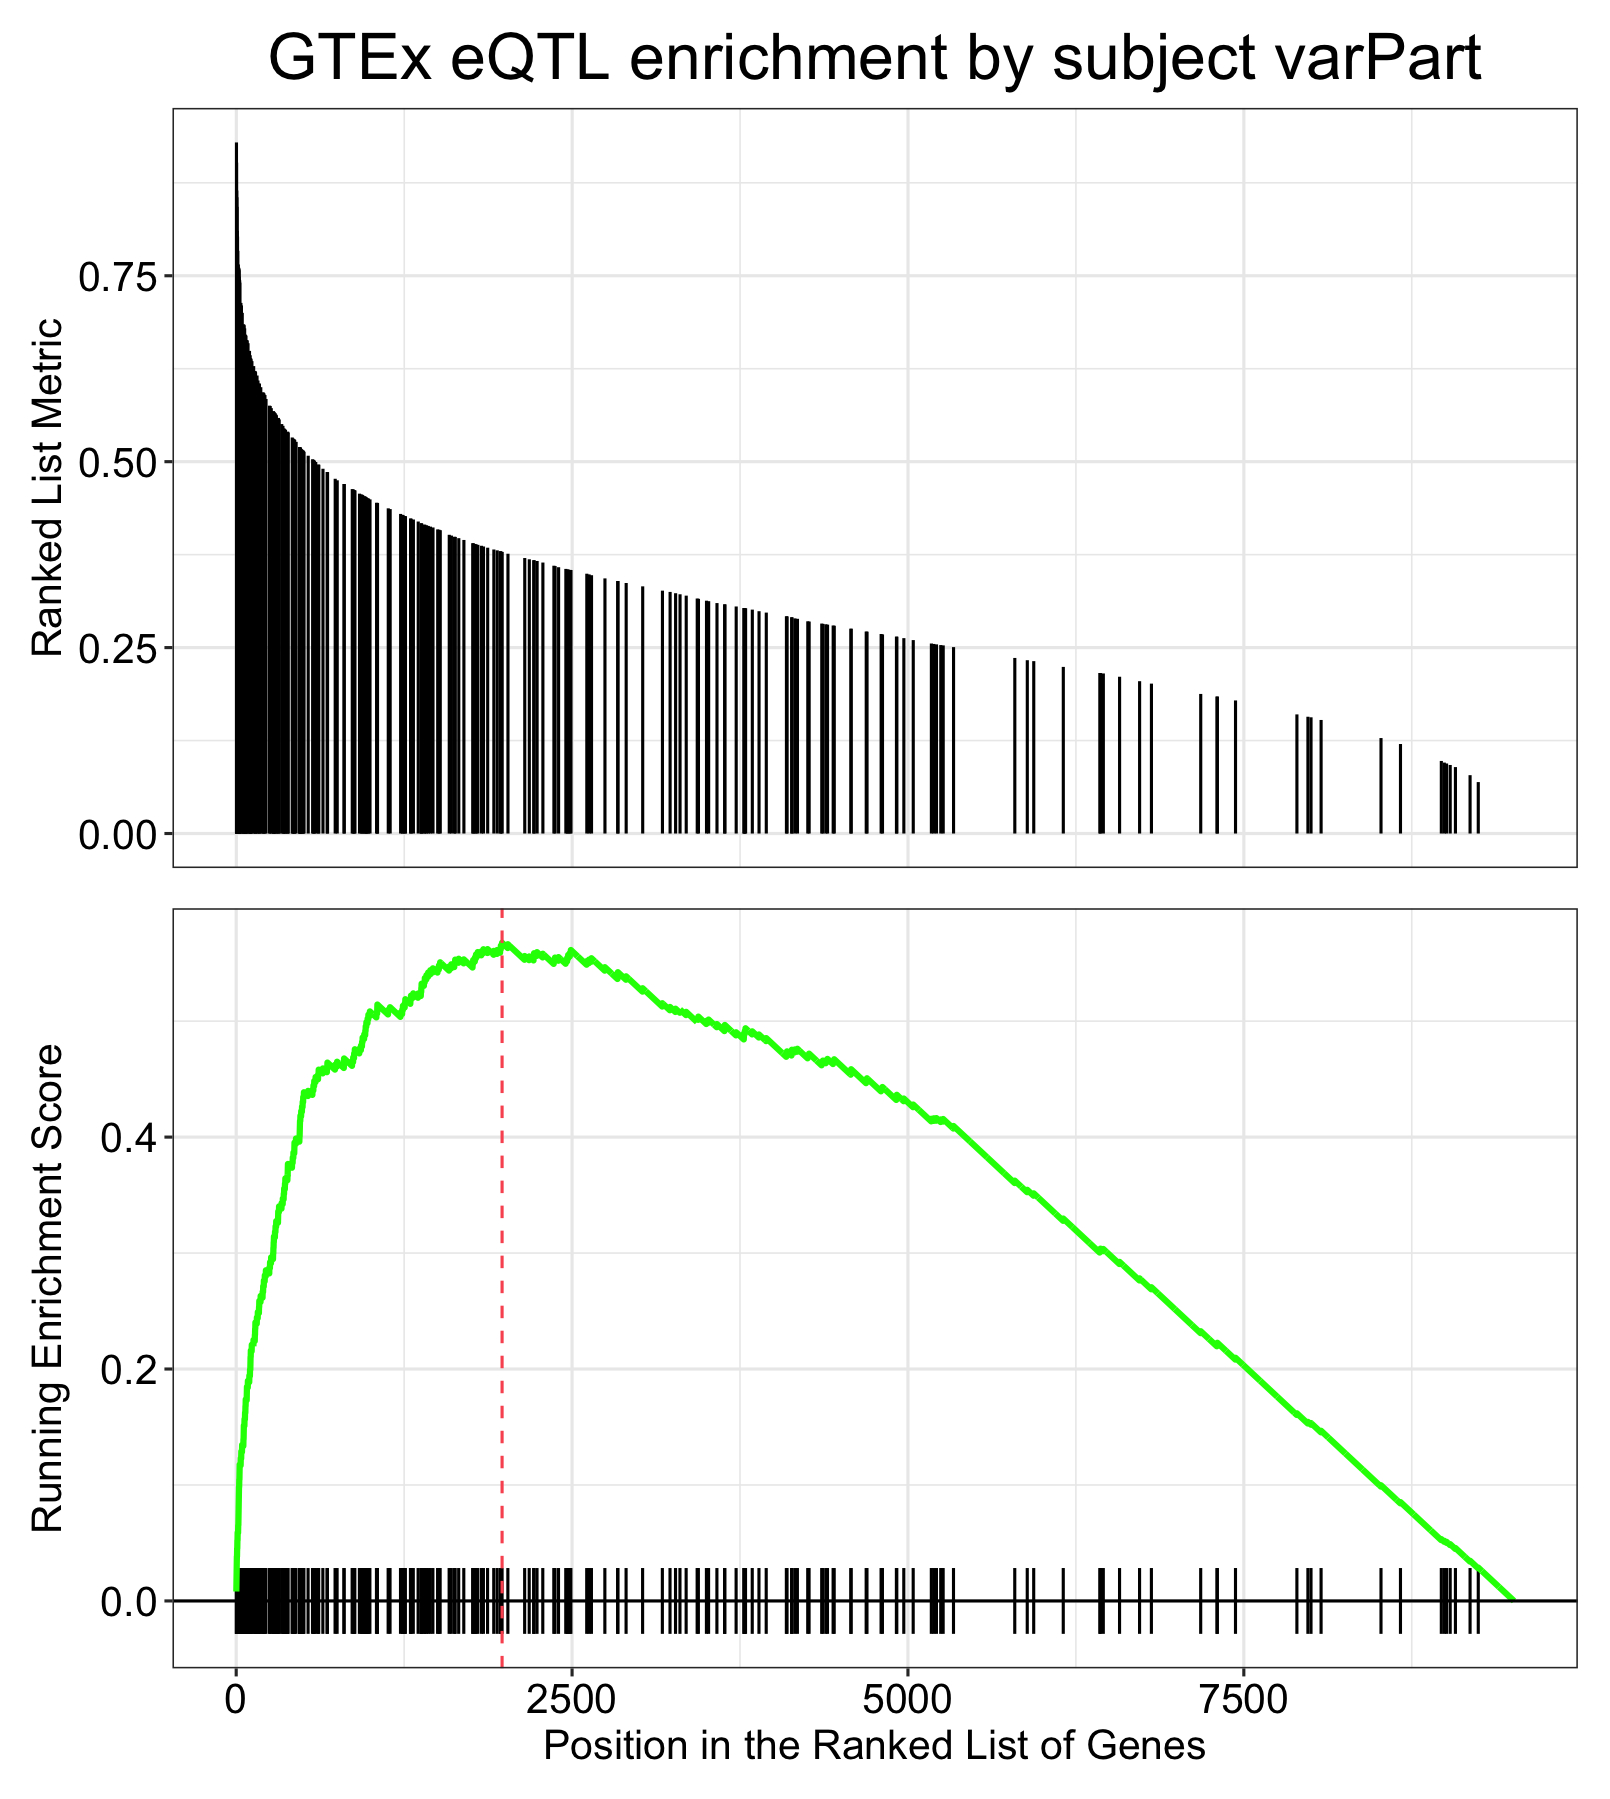 GTEx eQTL enrichment by subject varPart
Ranked List Metric
0.75
0.50
0.25
0.00
Running Enrichment Score
0.4
0.2
0.0
0 2500 5000 7500
Position in the Ranked List of Genes